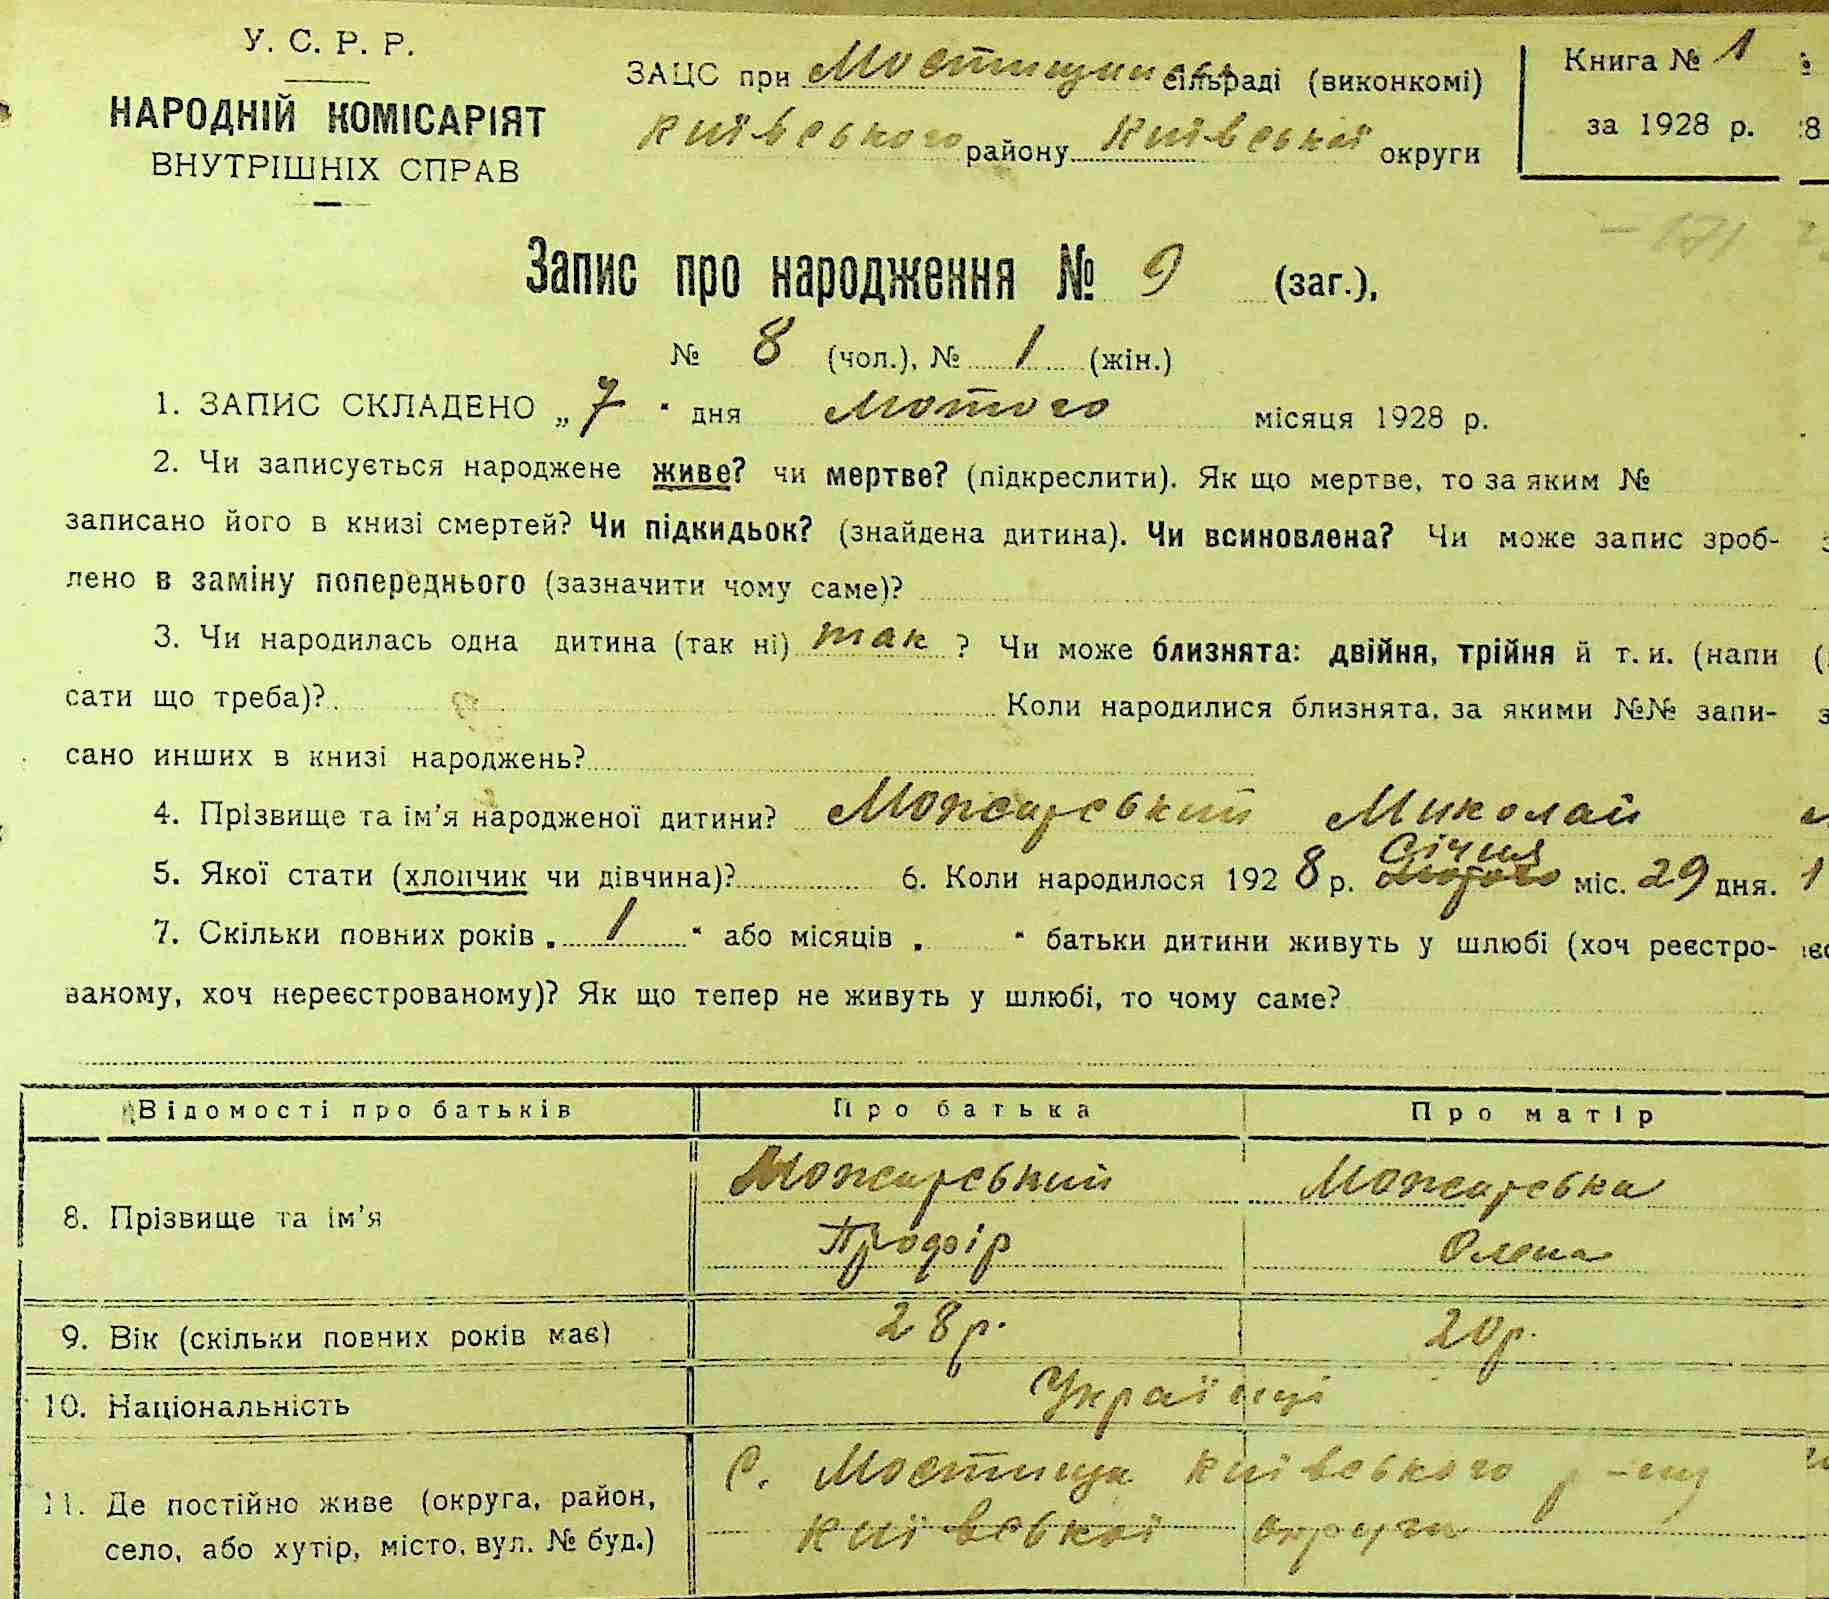 У. С. Р. Р.
НАРОДНІЙ КОМІСАРІЯТ
ВНУТРІШНІХ СПРАВ
ЗАЦС при Мостищинськ сільраді (виконкомі)
Київського району Київської округи
Книга № 1
за 1928 р.
Запис про народження № 9 (заг.),
№ 8 (чол.), № 1 (жін.)
1. ЗАПИС СКЛАДЕНО „7" дня Лютого місяця 1928 р.
2. Чи записується народжене живе? чи мертве? (підкреслити). Як що мертве, то за яким №
записано його в книзі смертей? Чи підкидьок? (знайдена дитина). Чи всиновлена? Чи може запис зроб-
лено в заміну попереднього (зазначити чому саме)?
3. Чи народилась одна дитина (так ні) так ? Чи може близнята: двійня, трійня й т. и. (напи
сати що треба)? Коли народилися близнята, за якими №№ запи-
сано инших в книзі народжень?
4. Прізвище та ім'я народженої дитини? Можарський Миколай
5. Якої стати (хлопчик чи дівчина)? 6. Коли народилося 1928 р. Січня міс. 29 дня.
7. Скільки повних років „ 1 " або місяців „ " батьки дитини живуть у шлюбі (хоч реєстро-
ваному, хоч нереєстрованому)? Як що тепер не живуть у шлюбі, то чому саме?
Відомості про батьків Про батька Про матір
8. Прізвище та ім'я Можарський Можарська
Профір Олена
9. Вік (скільки повних років має) 28 р. 20 р.
10. Національність Українці
11. Де постійно живе (округа, район, С. Мостища Київського р-ну
село, або хутір, місто, вул. № буд.) Київської округи